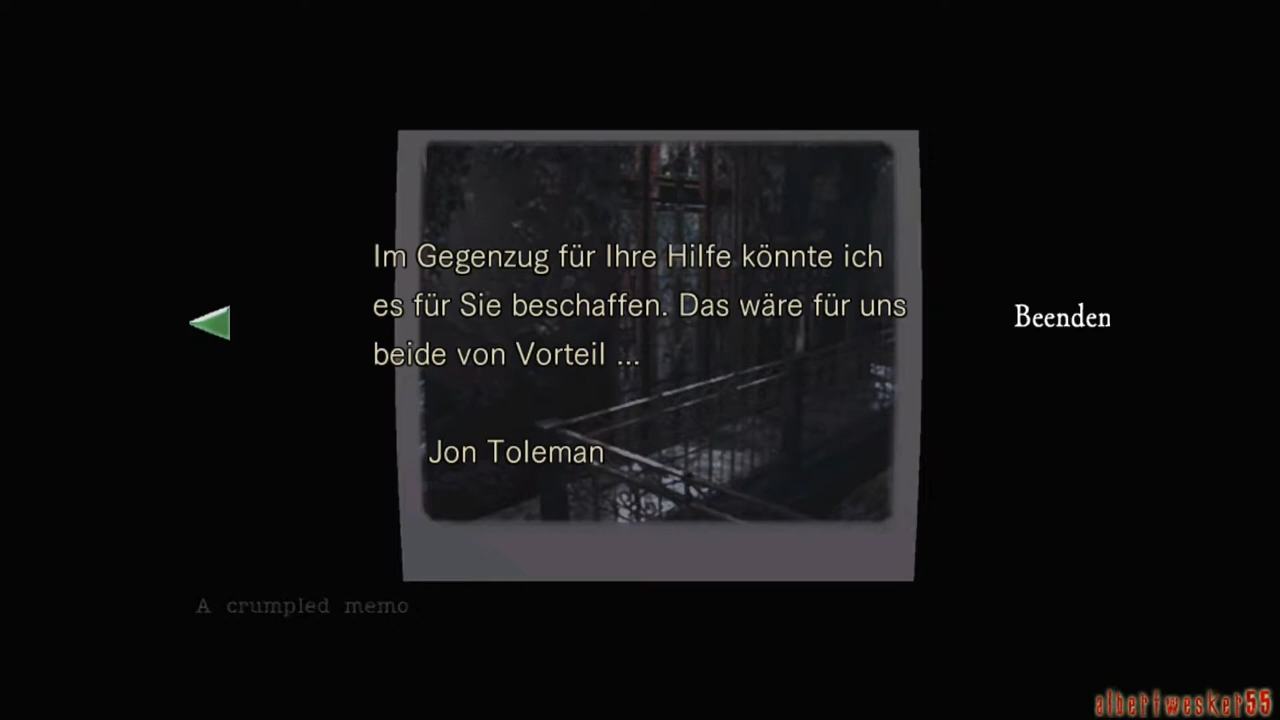 Im Gegenzug für Ihre Hilfe könnte ich
es für Sie beschaffen. Das wäre für uns
beide von Vorteil ...
Jon Toleman
Beenden
A crumpled memo
albertwesker55